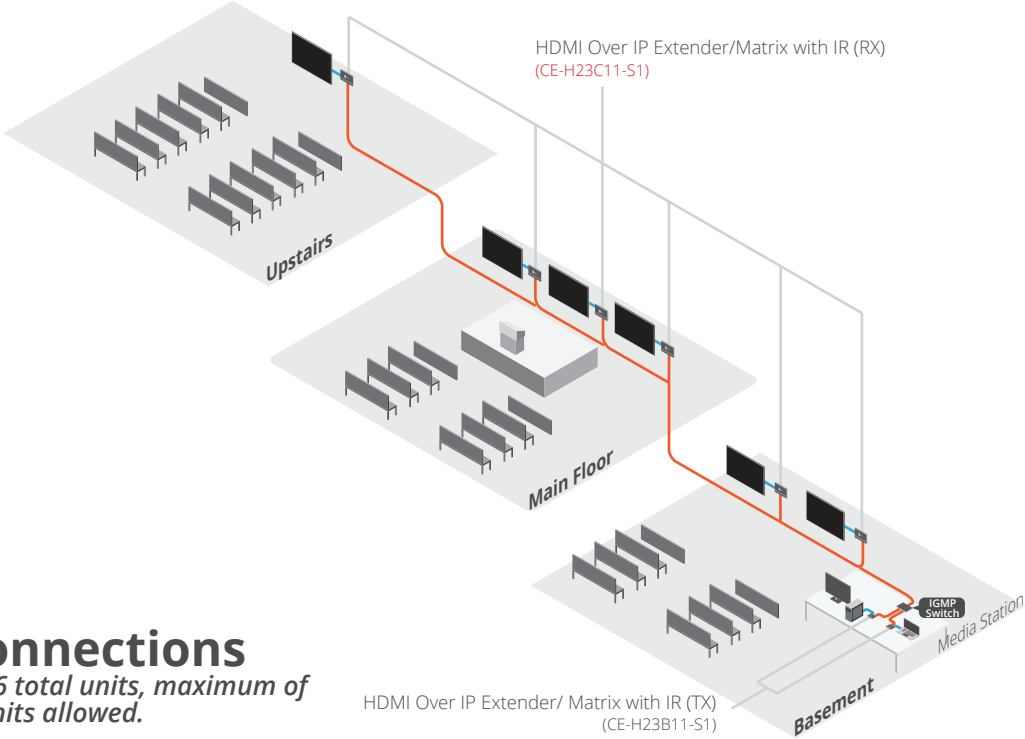 HDMI Over IP Extender/Matrix with IR (RX)
(CE-H23C11-S1)
Upstairs
Main Floor
IGMP
Switch
Media Station
Basement
onnections
6 total units, maximum of
nits allowed.
HDMI Over IP Extender/ Matrix with IR (TX)
(CE-H23B11-S1)